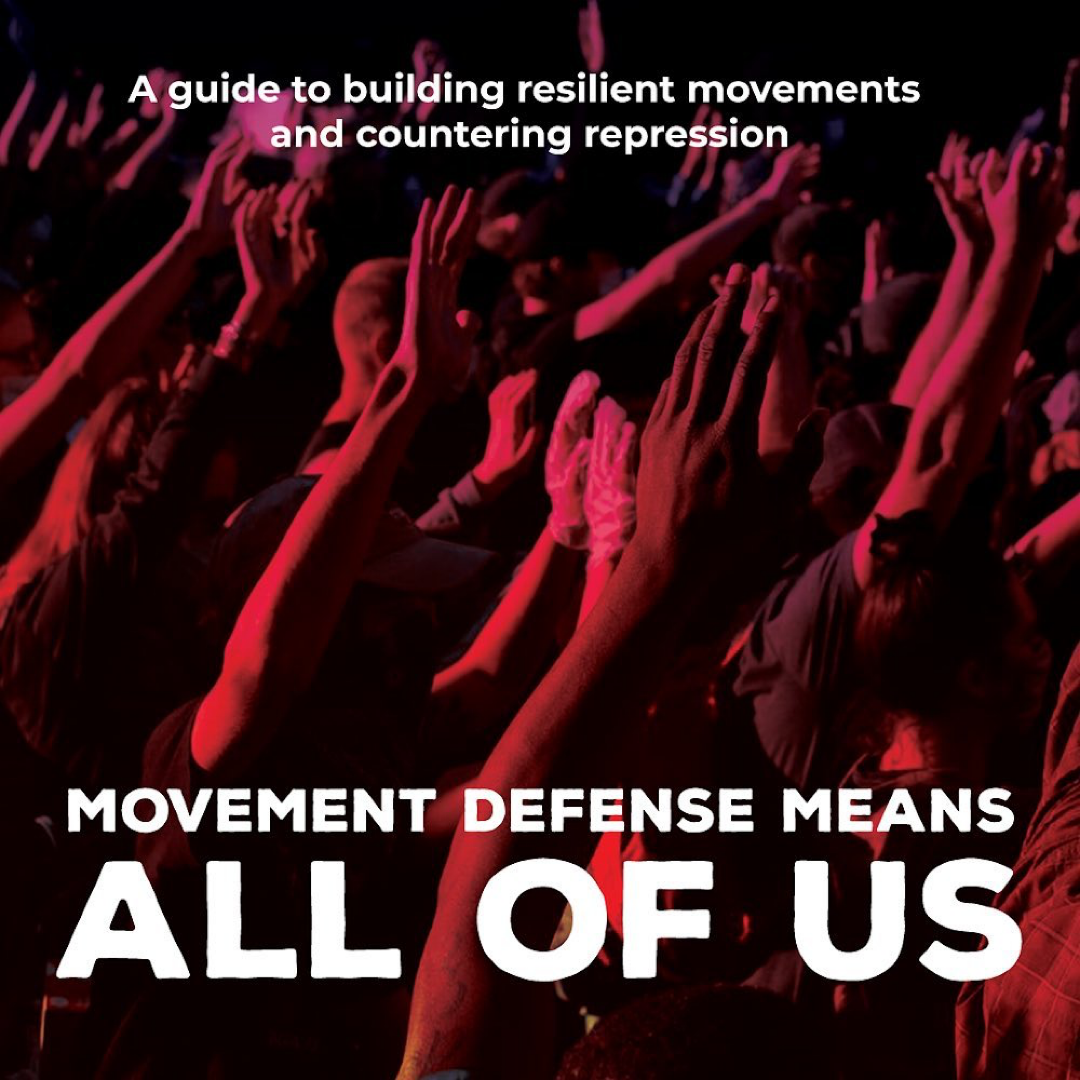 A guide to building resilient movements
and countering repression
MOVEMENT DEFENSE MEANS
ALL OF US